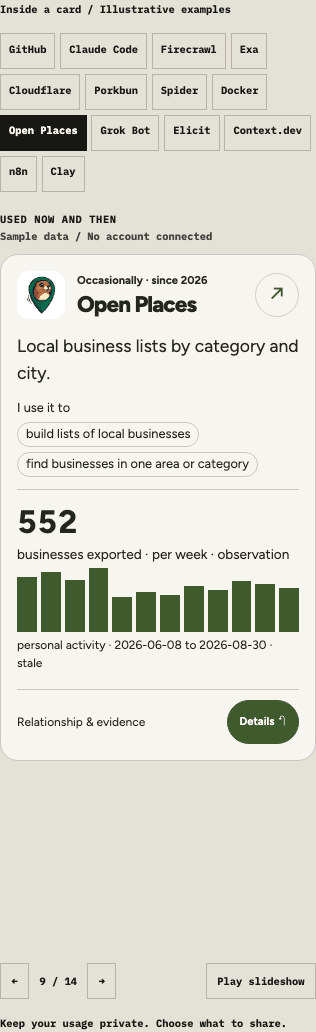 Inside a card / Illustrative examples
GitHub Claude Code Firecrawl Exa
Cloudflare Porkbun Spider Docker
Open Places Grok Bot Elicit Context.dev
n8n Clay
USED NOW AND THEN
Sample data / No account connected
Occasionally · since 2026
Open Places
Local business lists by category and
city.
I use it to
build lists of local businesses
find businesses in one area or category
552
businesses exported · per week · observation
personal activity · 2026-06-08 to 2026-08-30 ·
stale
Relationship & evidence
Details
9 / 14
Play slideshow
Keep your usage private. Choose what to share.